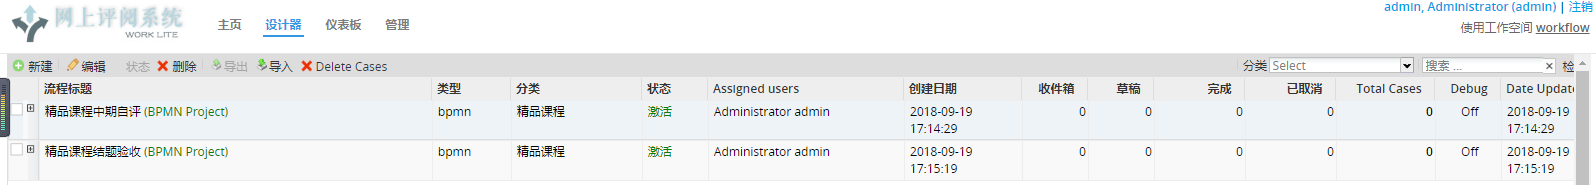 网上评阅系统
WORK LITE
主页 设计器 仪表板 管理
admin, Administrator (admin) | 注销
使用工作空间 workflow
新建 编辑 状态 删除 导出 导入 Delete Cases 分类 Select 搜索 ... 检
流程标题 类型 分类 状态 Assigned users 创建日期 收件箱 草稿 完成 已取消 Total Cases Debug Date Update
精品课程中期自评 (BPMN Project) bpmn 精品课程 激活 Administrator admin 2018-09-19 0 0 0 0 0 Off 2018-09-19
17:14:29 17:14:29
精品课程结题验收 (BPMN Project) bpmn 精品课程 激活 Administrator admin 2018-09-19 0 0 0 0 0 Off 2018-09-19
17:15:19 17:15:19